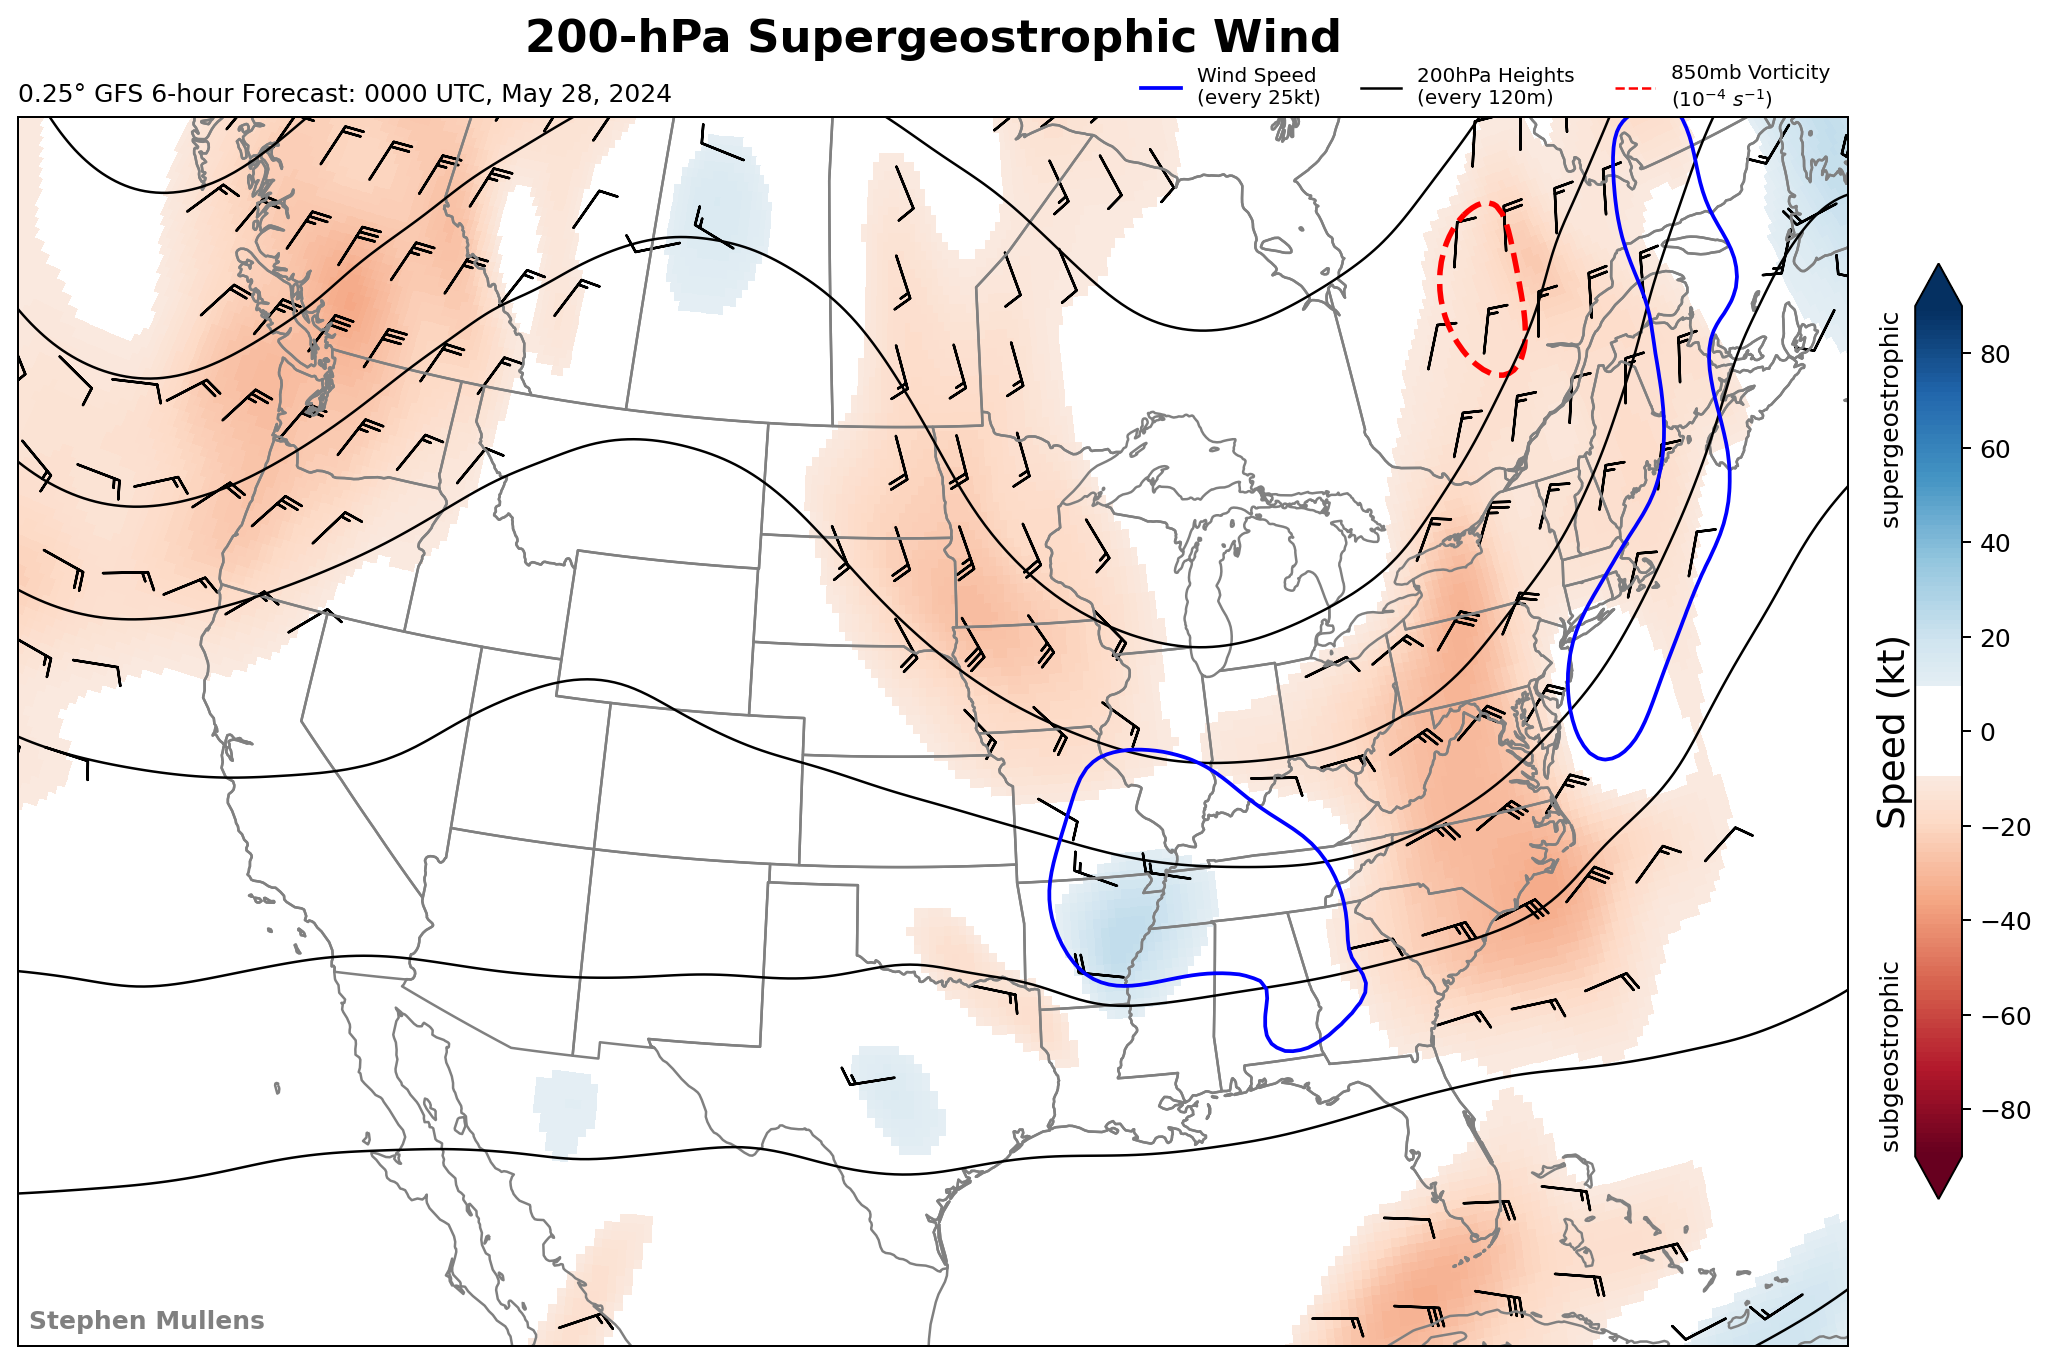 200-hPa Supergeostrophic Wind
0.25° GFS 6-hour Forecast: 0000 UTC, May 28, 2024
Wind Speed
(every 25kt)
200hPa Heights
(every 120m)
850mb Vorticity
(10⁻⁴ s⁻¹)
supergeostrophic
Speed (kt)
subgeostrophic
80
60
40
20
0
−20
−40
−60
−80
Stephen Mullens